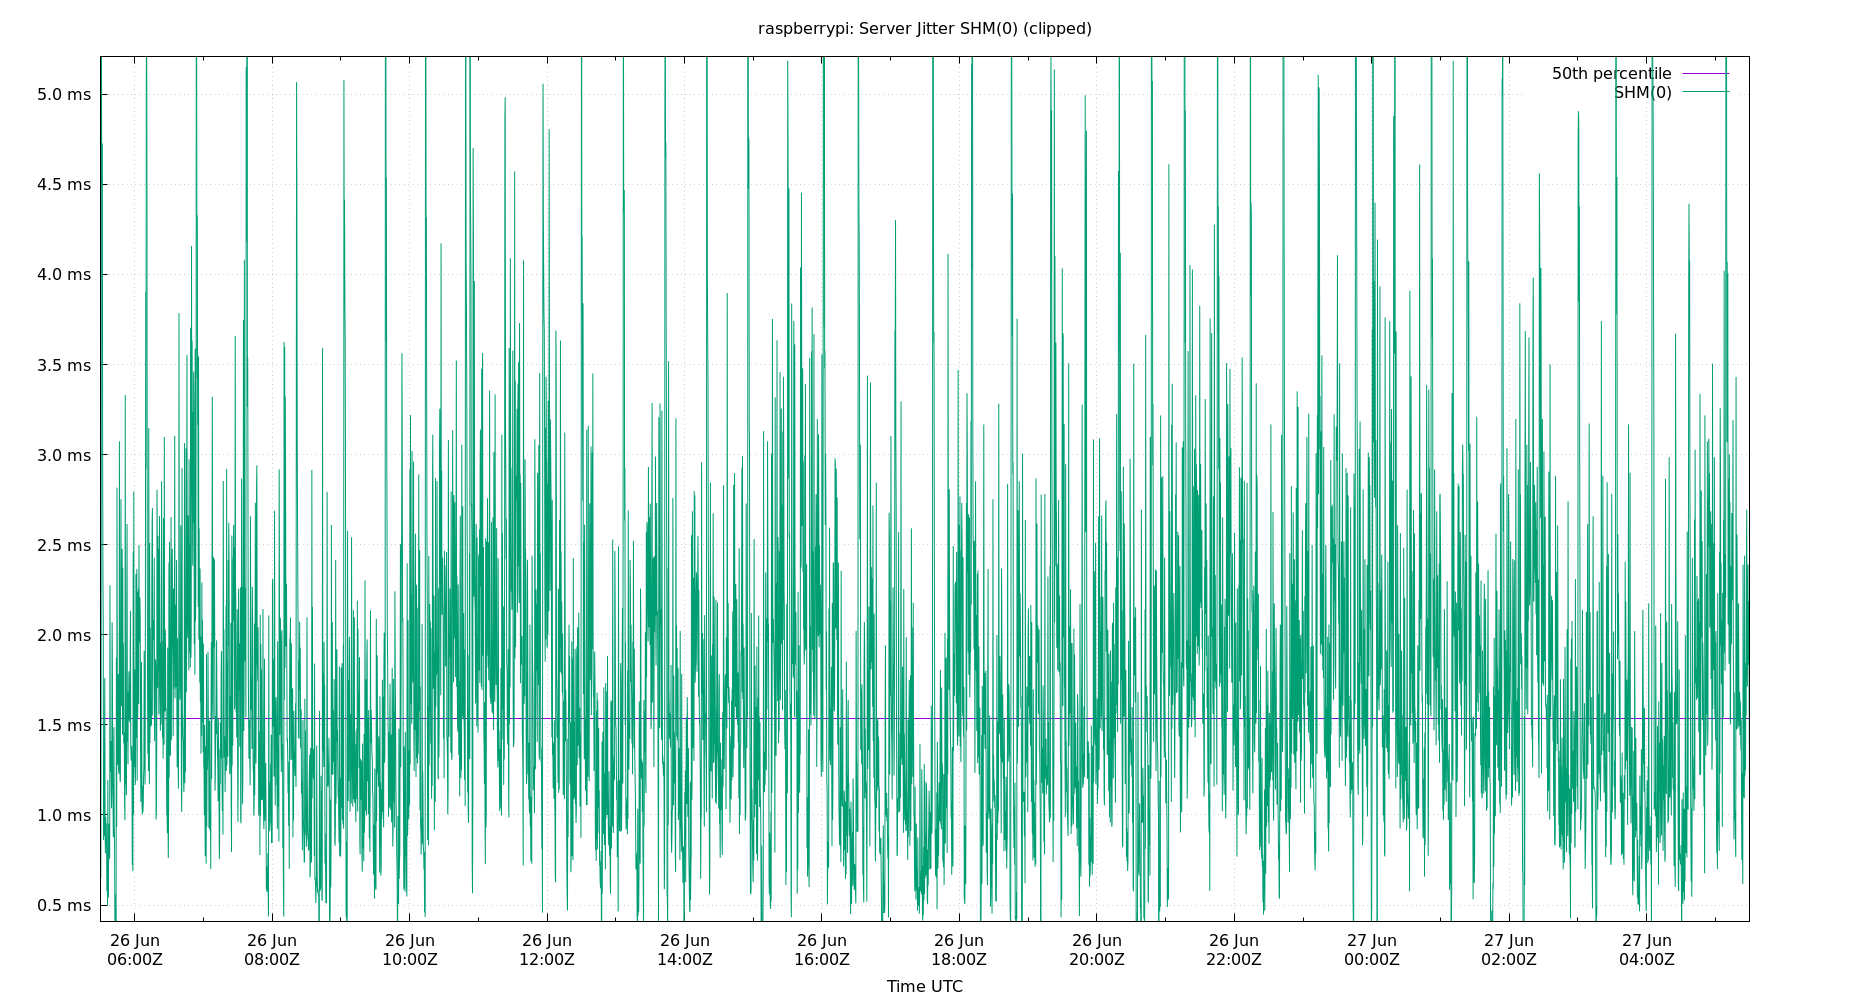 raspberrypi: Server Jitter SHM(0) (clipped)
50th percentile
SHM(0)
5.0 ms
4.5 ms
4.0 ms
3.5 ms
3.0 ms
2.5 ms
2.0 ms
1.5 ms
1.0 ms
0.5 ms
26 Jun 26 Jun 26 Jun 26 Jun 26 Jun 26 Jun 26 Jun 26 Jun 26 Jun 27 Jun 27 Jun 27 Jun
06:00Z 08:00Z 10:00Z 12:00Z 14:00Z 16:00Z 18:00Z 20:00Z 22:00Z 00:00Z 02:00Z 04:00Z
Time UTC